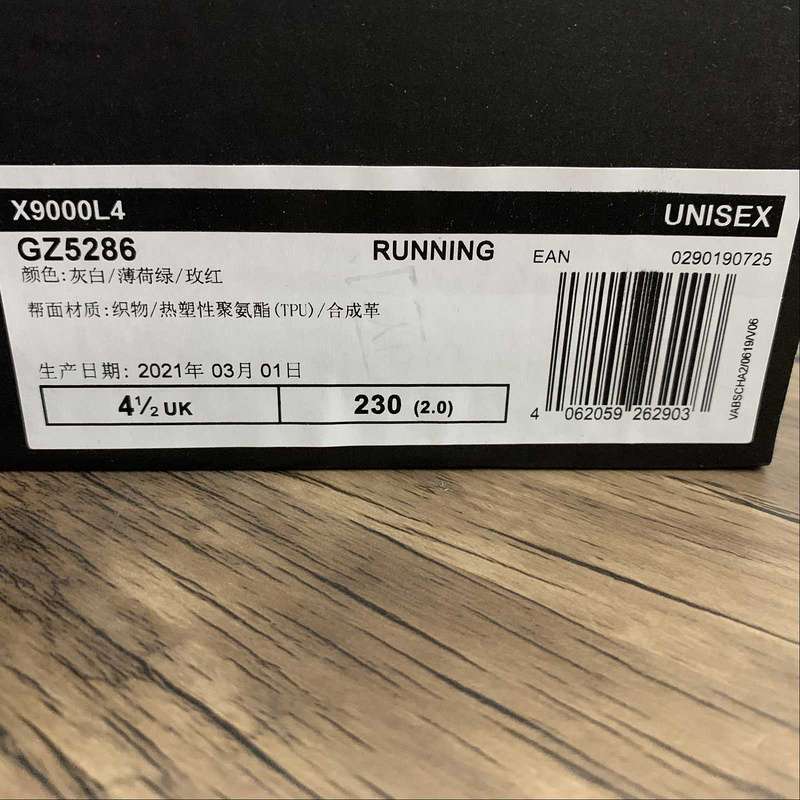 X9000L4
UNISEX
GZ5286
RUNNING
EAN
0290190725
颜色:灰白/薄荷绿/玫红
帮面材质:织物/热塑性聚氨酯(TPU)/合成革
生产日期: 2021年 03月 01日
4½ UK
230 (2.0)
4 062059 262903
VABSCHA2/0619/V06